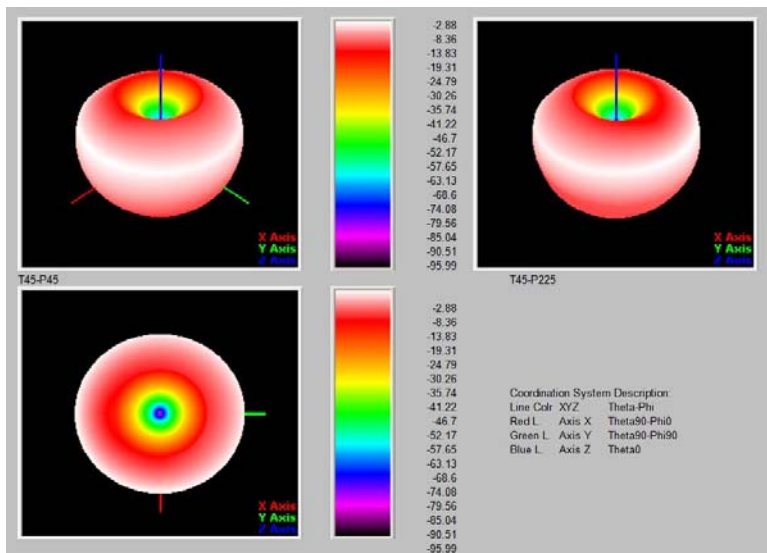 -2.88
-8.36
-13.83
-19.31
-24.79
-30.26
-35.74
-41.22
-46.7
-52.17
-57.65
-63.13
-68.6
-74.08
-79.56
-85.04
-90.51
-95.99
X Axis
Y Axis
Z Axis
X Axis
Y Axis
Z Axis
T45-P45
T45-P225
-2.88
-8.36
-13.83
-19.31
-24.79
-30.26
-35.74
-41.22
-46.7
-52.17
-57.65
-63.13
-68.6
-74.08
-79.56
-85.04
-90.51
-95.99
X Axis
Y Axis
Z Axis
Coordination System Description
Line Colr XYZ Theta-Phi
Red L. Axis X Theta90-Phi0
Green L. Axis Y Theta90-Phi90
Blue L. Axis Z Theta0